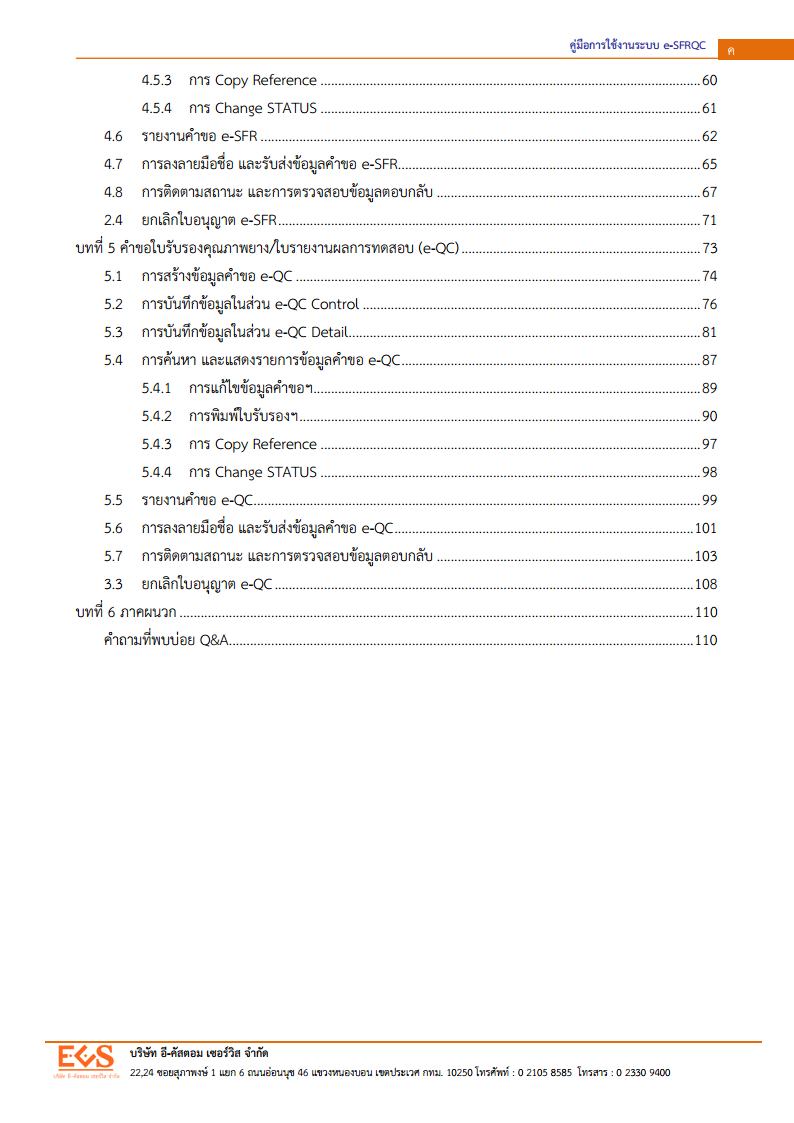 คู่มือการใช้งานระบบ e-SFRQC ค
4.5.3 การ Copy Reference ........ 60
4.5.4 การ Change STATUS ........ 61
4.6 รายงานคำขอ e-SFR ........ 62
4.7 การลงลายมือชื่อ และรับส่งข้อมูลคำขอ e-SFR ........ 65
4.8 การติดตามสถานะ และการตรวจสอบข้อมูลตอบกลับ ........ 67
2.4 ยกเลิกใบอนุญาต e-SFR ........ 71
บทที่ 5 คำขอใบรับรองคุณภาพยาง/ใบรายงานผลการทดสอบ (e-QC) ........ 73
5.1 การสร้างข้อมูลคำขอ e-QC ........ 74
5.2 การบันทึกข้อมูลในส่วน e-QC Control ........ 76
5.3 การบันทึกข้อมูลในส่วน e-QC Detail ........ 81
5.4 การค้นหา และแสดงรายการข้อมูลคำขอ e-QC ........ 87
5.4.1 การแก้ไขข้อมูลคำขอฯ ........ 89
5.4.2 การพิมพ์ใบรับรองฯ ........ 90
5.4.3 การ Copy Reference ........ 97
5.4.4 การ Change STATUS ........ 98
5.5 รายงานคำขอ e-QC ........ 99
5.6 การลงลายมือชื่อ และรับส่งข้อมูลคำขอ e-QC ........ 101
5.7 การติดตามสถานะ และการตรวจสอบข้อมูลตอบกลับ ........ 103
3.3 ยกเลิกใบอนุญาต e-QC ........ 108
บทที่ 6 ภาคผนวก ........ 110
คำถามที่พบบ่อย Q&A ........ 110
ECS
บริษัท อี-คัสตอม เซอร์วิส จำกัด
บริษัท อี-คัสตอม เซอร์วิส จำกัด
22,24 ซอยสุภาพงษ์ 1 แยก 6 ถนนอ่อนนุช 46 แขวงหนองบอน เขตประเวศ กทม. 10250 โทรศัพท์ : 0 2105 8585 โทรสาร : 0 2330 9400